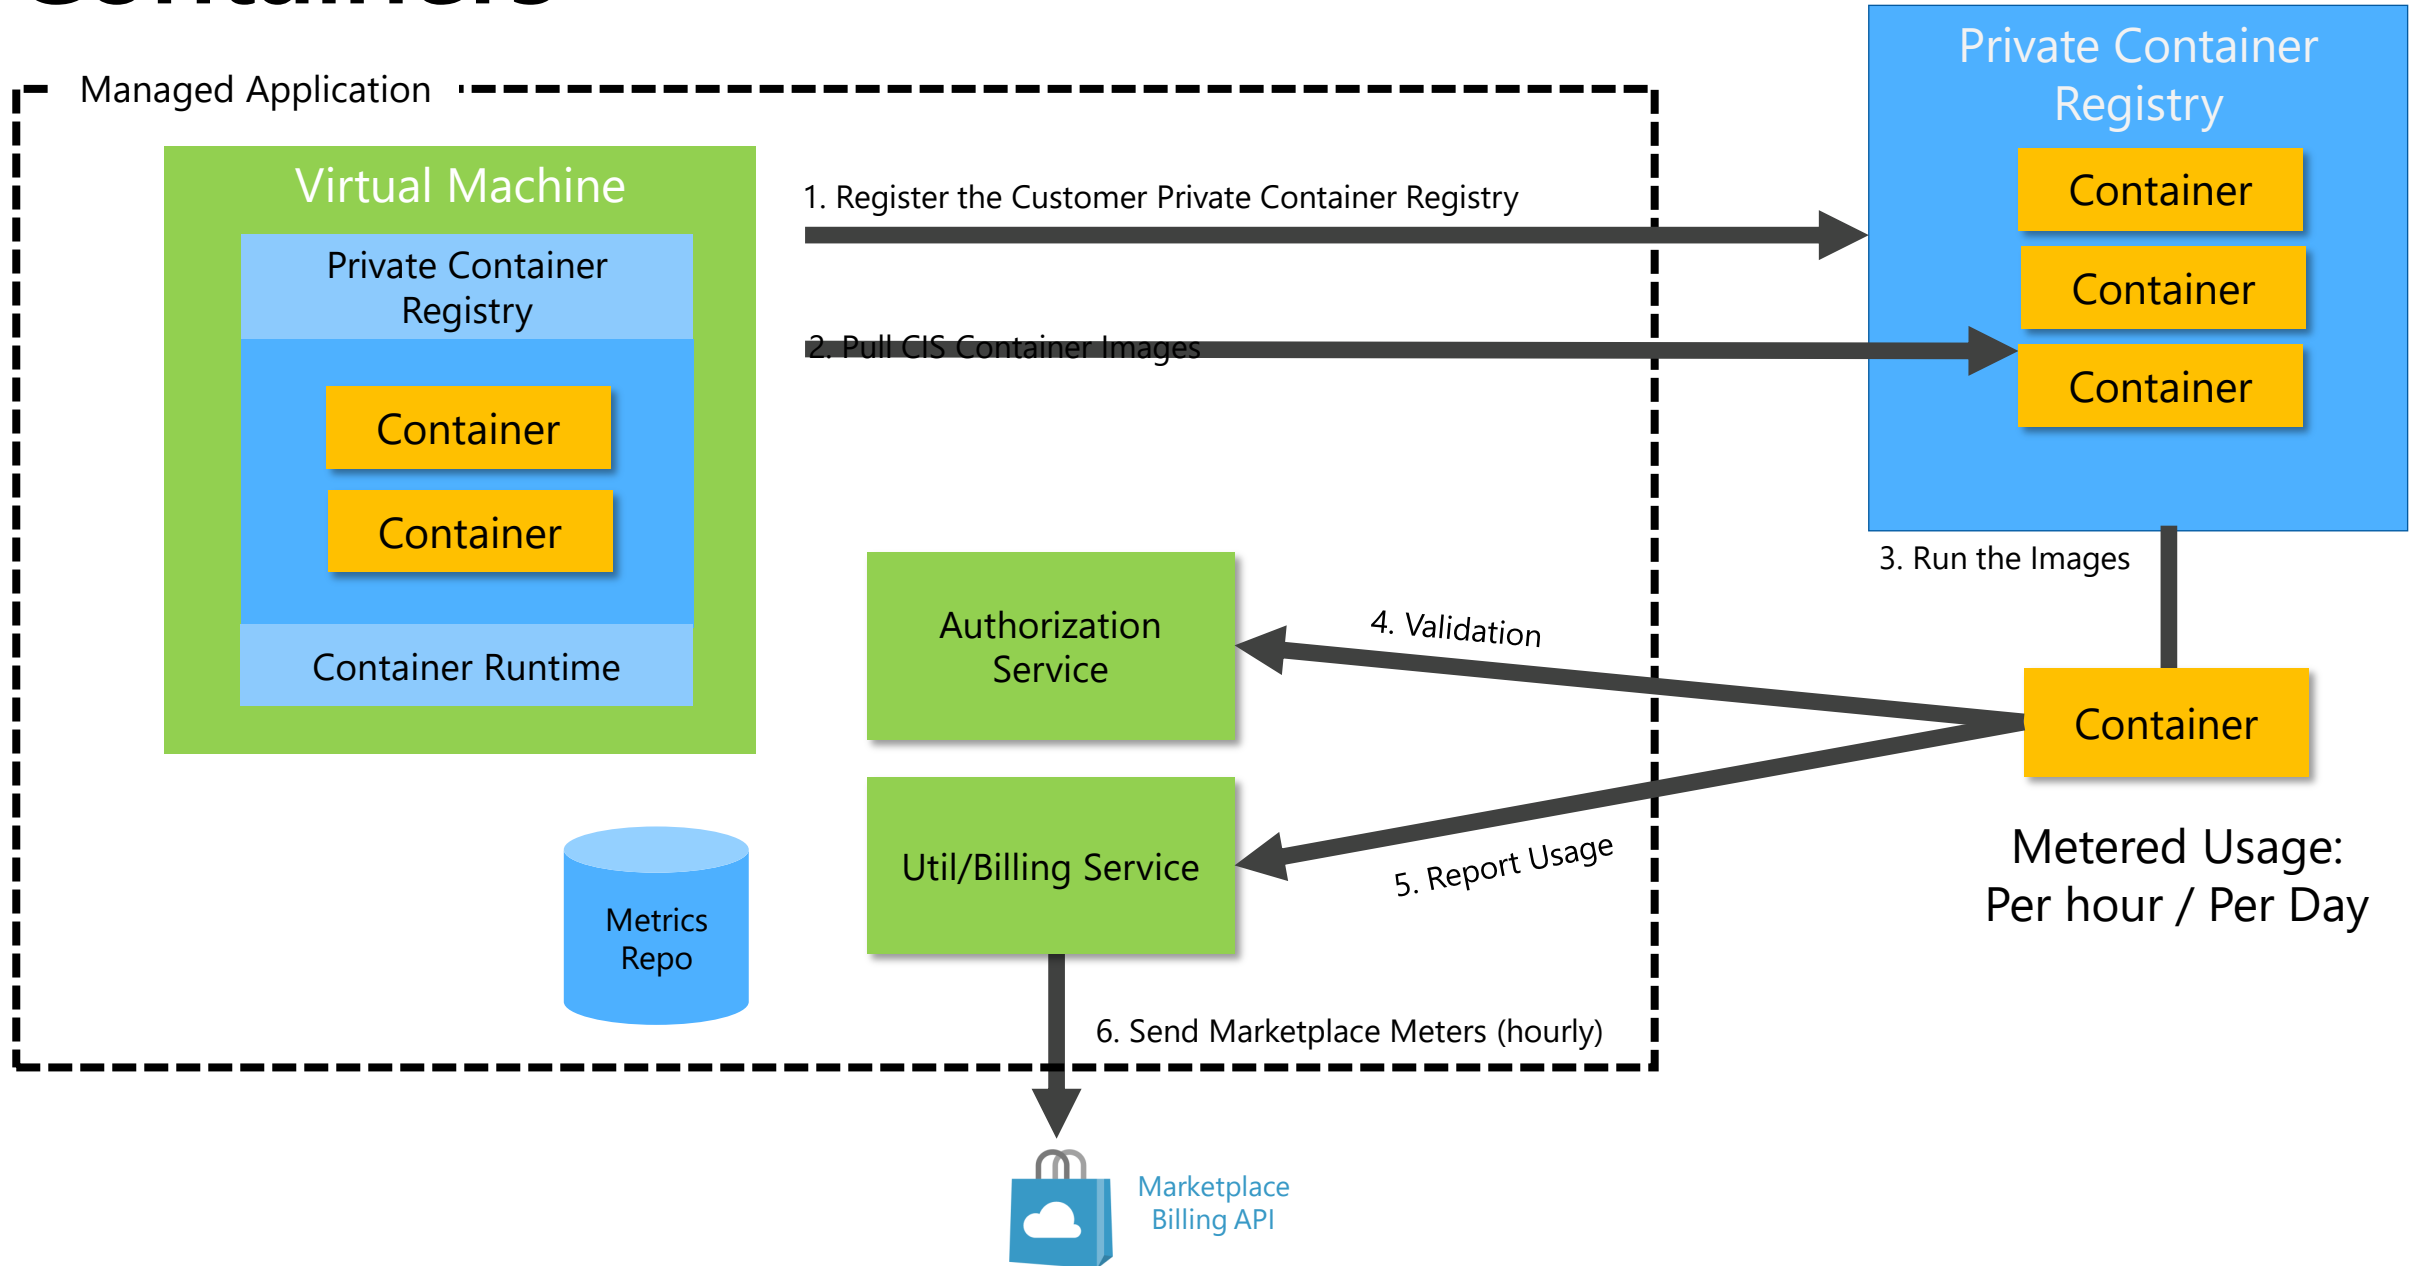 Containers
Managed Application
Virtual Machine
Private Container
Registry
Container
Container
Container Runtime
1. Register the Customer Private Container Registry
2. Pull CIS Container Images
Private Container
Registry
Container
Container
Container
3. Run the Images
Authorization
Service
4. Validation
Container
Util/Billing Service
5. Report Usage
Metered Usage:
Per hour / Per Day
Metrics
Repo
6. Send Marketplace Meters (hourly)
Marketplace
Billing API